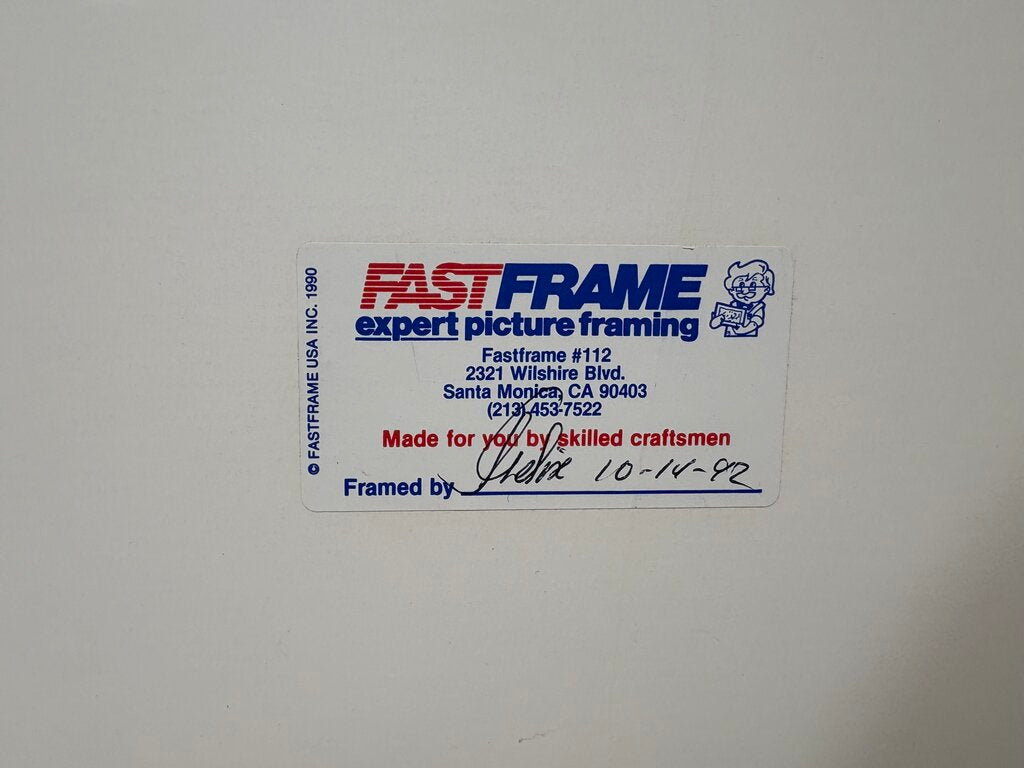 FASTFRAME
expert picture framing
Fastframe #112
2321 Wilshire Blvd.
Santa Monica, CA 90403
(213) 453-7522
Made for you by skilled craftsmen
Framed by 10-14-92
© FASTFRAME USA INC. 1990